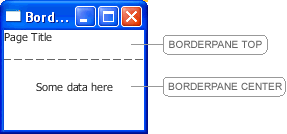 Bord...
Page Title
BORDERPANE TOP
Some data here
BORDERPANE CENTER